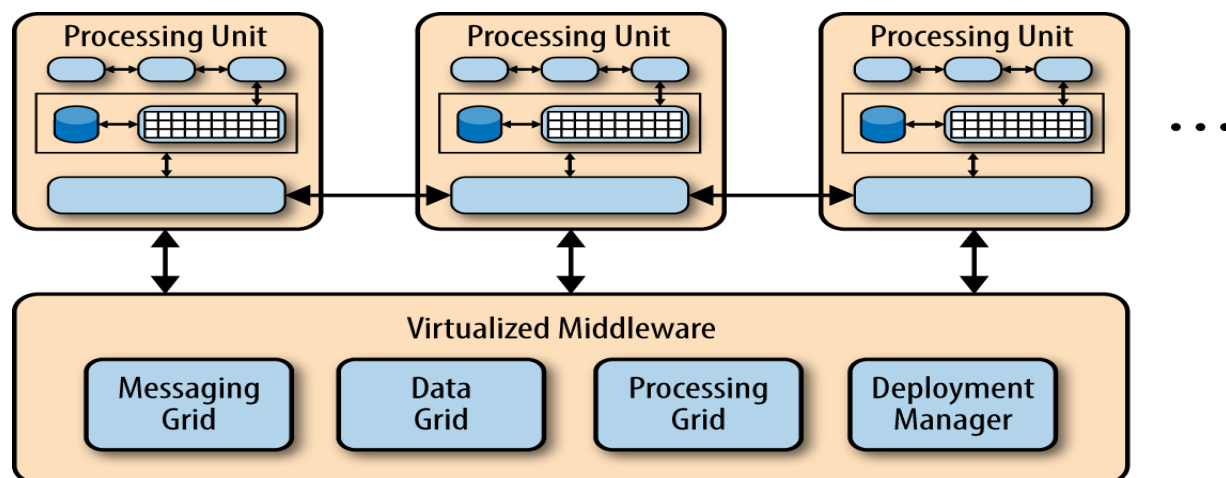 Processing Unit
Processing Unit
Processing Unit
Virtualized Middleware
Messaging
Grid
Data
Grid
Processing
Grid
Deployment
Manager